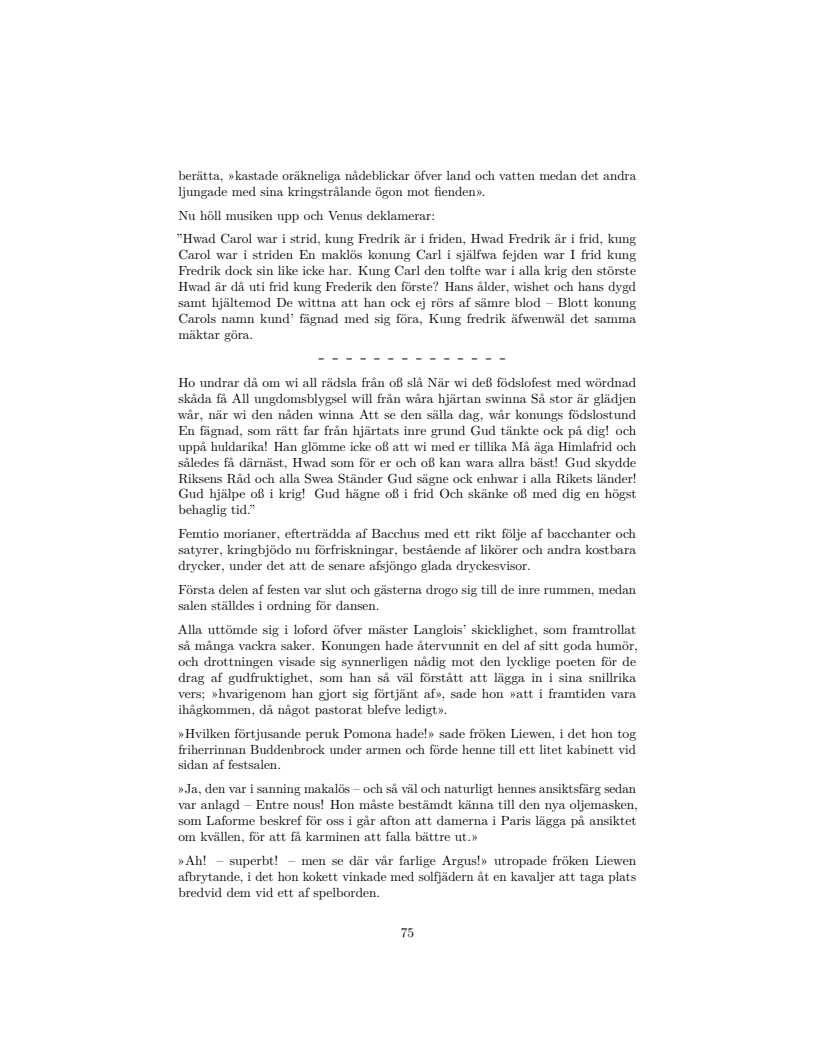 berätta, »kastade oräkneliga nådeblickar öfver land och vatten medan det andra
ljungade med sina kringstrålande ögon mot fienden».
Nu höll musiken upp och Venus deklamerar:
”Hwad Carol war i strid, kung Fredrik är i friden, Hwad Fredrik är i frid, kung
Carol war i striden En maklös konung Carl i själfwa fejden war I frid kung
Fredrik dock sin like icke har. Kung Carl den tolfte war i alla krig den störste
Hwad är då uti frid kung Frederik den förste? Hans ålder, wishet och hans dygd
samt hjältemod De wittna att han ock ej rörs af sämre blod – Blott konung
Carols namn kund’ fägnad med sig föra, Kung fredrik äfwenwäl det samma
mäktar göra.
– – – – – – – – – – – – – –
Ho undrar då om wi all rädsla från oß slå När wi deß födslofest med wördnad
skåda få All ungdomsblygsel will från wåra hjärtan swinna Så stor är glädjen
wår, när wi den nåden winna Att se den sälla dag, wår konungs födslostund
En fägnad, som rätt far från hjärtats inre grund Gud tänkte ock på dig! och
uppå huldarika! Han glömme icke oß att wi med er tillika Må äga Himlafrid och
således få därnäst, Hwad som för er och oß kan wara allra bäst! Gud skydde
Riksens Råd och alla Swea Ständer Gud sägne ock enhwar i alla Rikets länder!
Gud hjälpe oß i krig! Gud hägne oß i frid Och skänke oß med dig en högst
behaglig tid.”
Femtio morianer, efterträdda af Bacchus med ett rikt följe af bacchanter och
satyrer, kringbjödo nu förfriskningar, bestående af likörer och andra kostbara
drycker, under det att de senare afsjöngo glada dryckesvisor.
Första delen af festen var slut och gästerna drogo sig till de inre rummen, medan
salen ställdes i ordning för dansen.
Alla uttömde sig i loford öfver mäster Langlois’ skicklighet, som framtrollat
så många vackra saker. Konungen hade återvunnit en del af sitt goda humör,
och drottningen visade sig synnerligen nådig mot den lycklige poeten för de
drag af gudfruktighet, som han så väl förstått att lägga in i sina snillrika
vers; »hvarigenom han gjort sig förtjänt af», sade hon »att i framtiden vara
ihågkommen, då något pastorat blefve ledigt».
»Hvilken förtjusande peruk Pomona hade!» sade fröken Liewen, i det hon tog
friherrinnan Buddenbrock under armen och förde henne till ett litet kabinett vid
sidan af festsalen.
»Ja, den var i sanning makalös – och så väl och naturligt hennes ansiktsfärg sedan
var anlagd – Entre nous! Hon måste bestämdt känna till den nya oljemasken,
som Laforme beskref för oss i går afton att damerna i Paris lägga på ansiktet
om kvällen, för att få karminen att falla bättre ut.»
»Ah! – superbt! – men se där vår farlige Argus!» utropade fröken Liewen
afbrytande, i det hon kokett vinkade med solfjädern åt en kavaljer att taga plats
bredvid dem vid ett af spelborden.
75